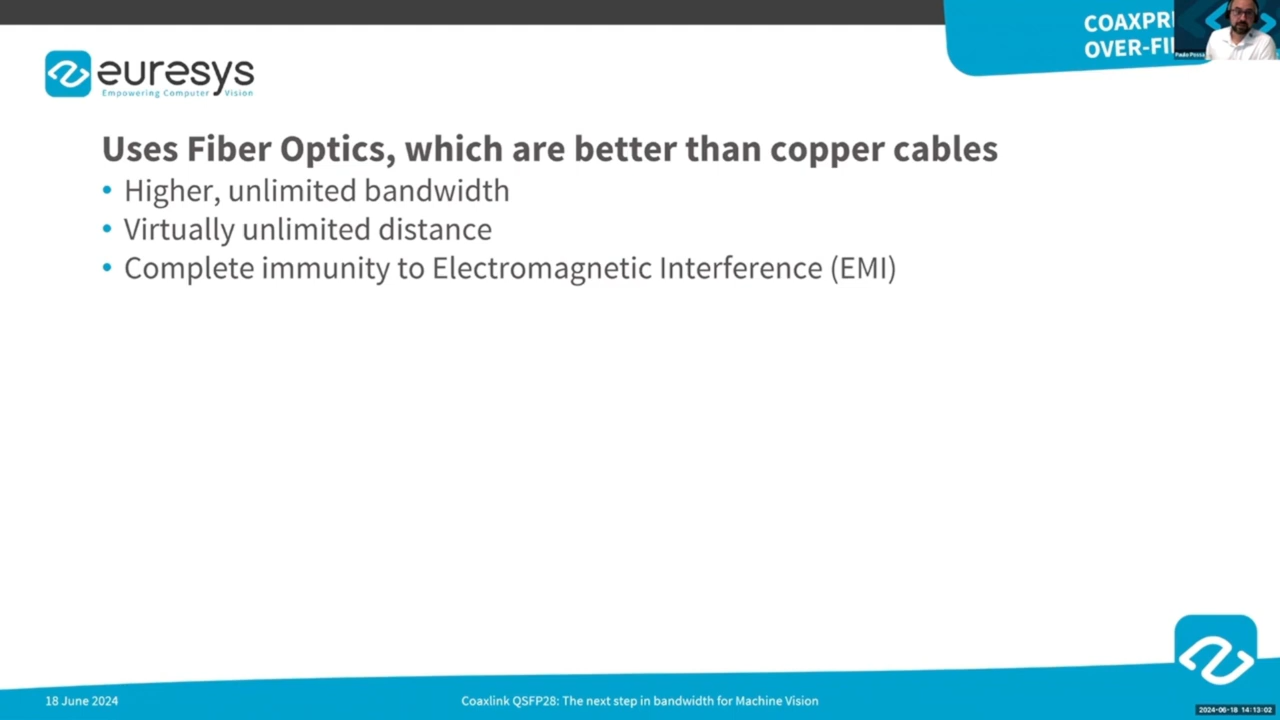 COAXPR
OVER-FI
euresys
Empowering Computer Vision
Uses Fiber Optics, which are better than copper cables
• Higher, unlimited bandwidth
• Virtually unlimited distance
• Complete immunity to Electromagnetic Interference (EMI)
18 June 2024
Coaxlink QSFP28: The next step in bandwidth for Machine Vision
2024-06-18 14:13:02